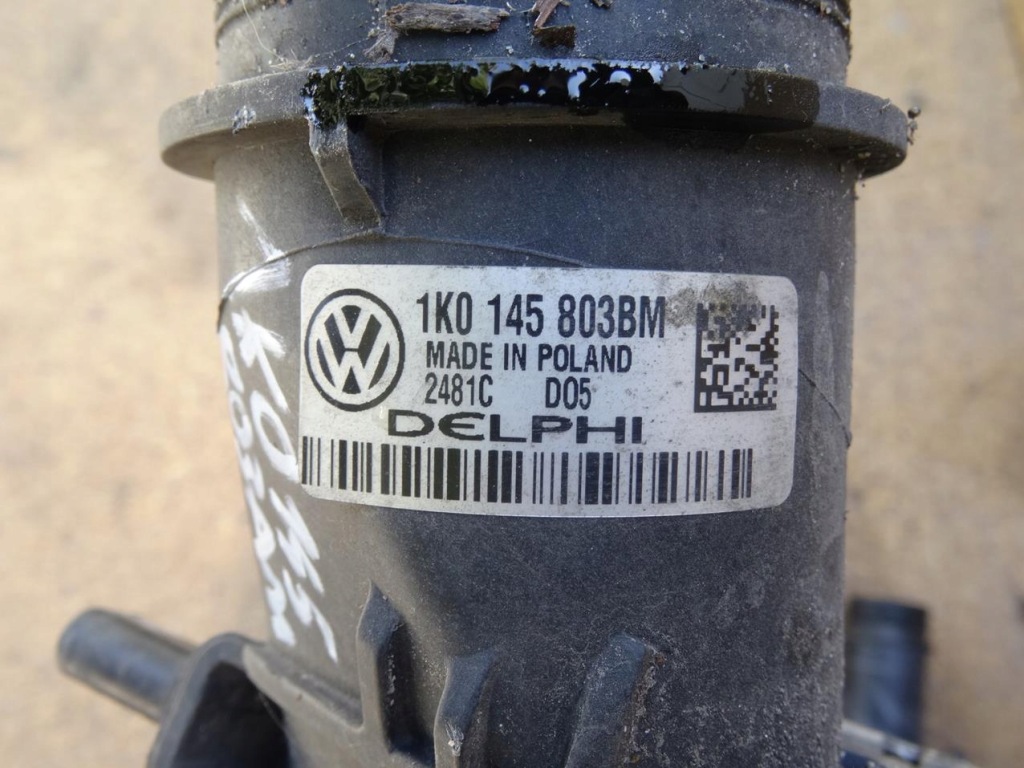 1K0 145 803BM
MADE IN POLAND
2481C D05
DELPHI